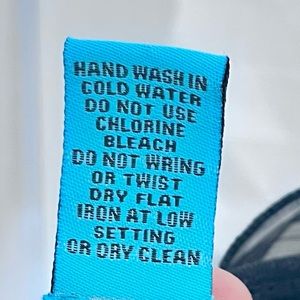 HAND WASH IN
COLD WATER
DO NOT USE
CHLORINE
BLEACH
DO NOT WRING
OR TWIST
DRY FLAT
IRON AT LOW
SETTING
OR DRY CLEAN